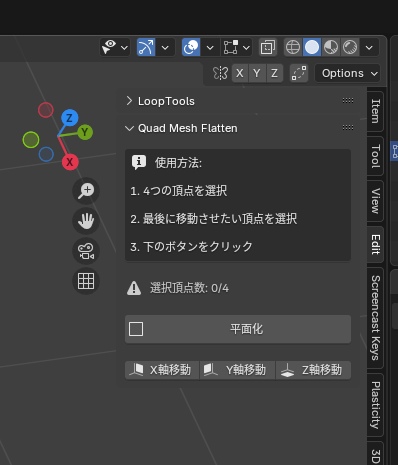 X Y Z Options
LoopTools
Quad Mesh Flatten
使用方法:
1. 4つの頂点を選択
2. 最後に移動させたい頂点を選択
3. 下のボタンをクリック
選択頂点数: 0/4
平面化
X軸移動 Y軸移動 Z軸移動
Z
Y
X
Item
Tool
View
Edit
Screencast Keys
Plasticity
3D